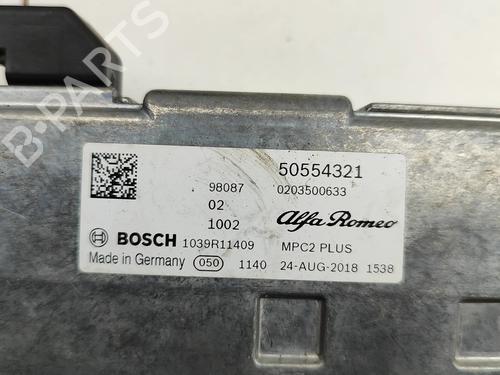 B-PARTS
50554321
98087 0203500633
02
1002 Alfa Romeo
BOSCH 1039R11409 MPC2 PLUS
Made in Germany 050 1140 24-AUG-2018 1538